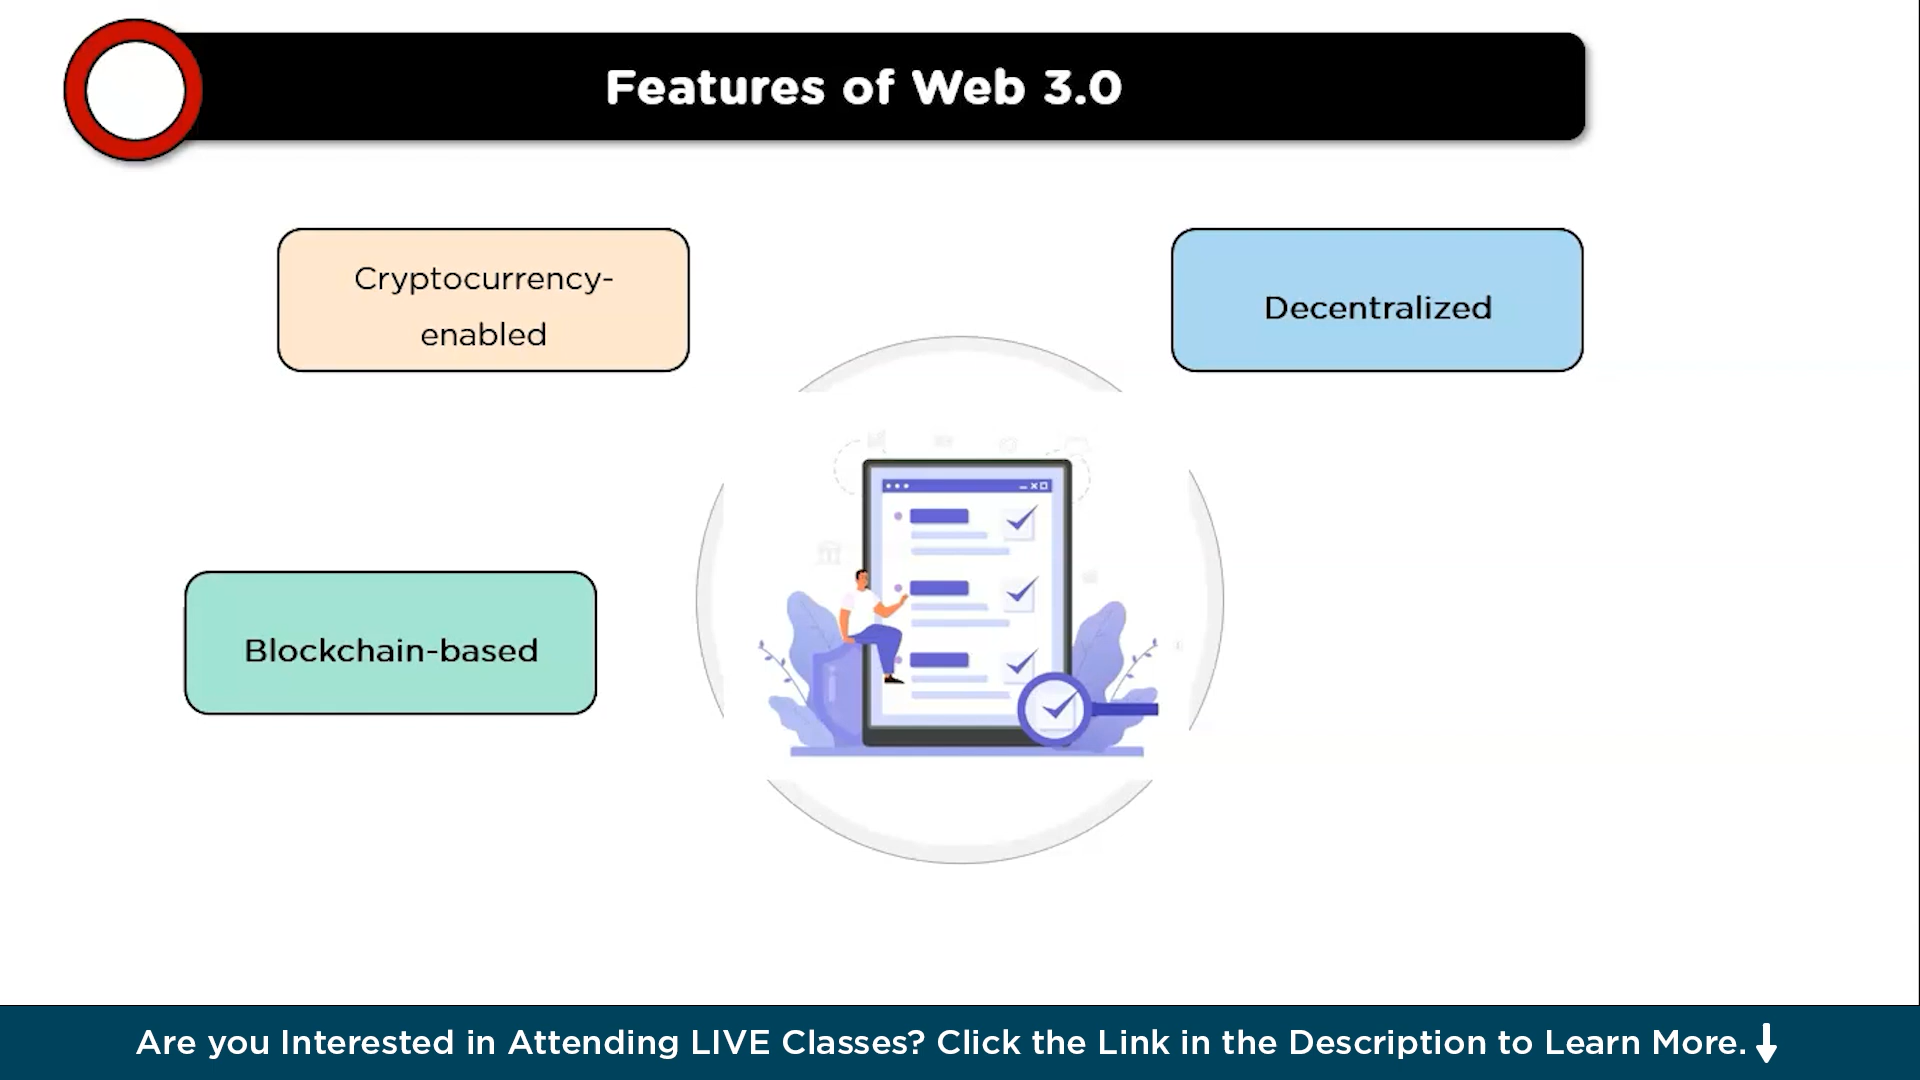 Features of Web 3.0
Cryptocurrency-
enabled
Decentralized
Blockchain-based
Are you Interested in Attending LIVE Classes? Click the Link in the Description to Learn More.